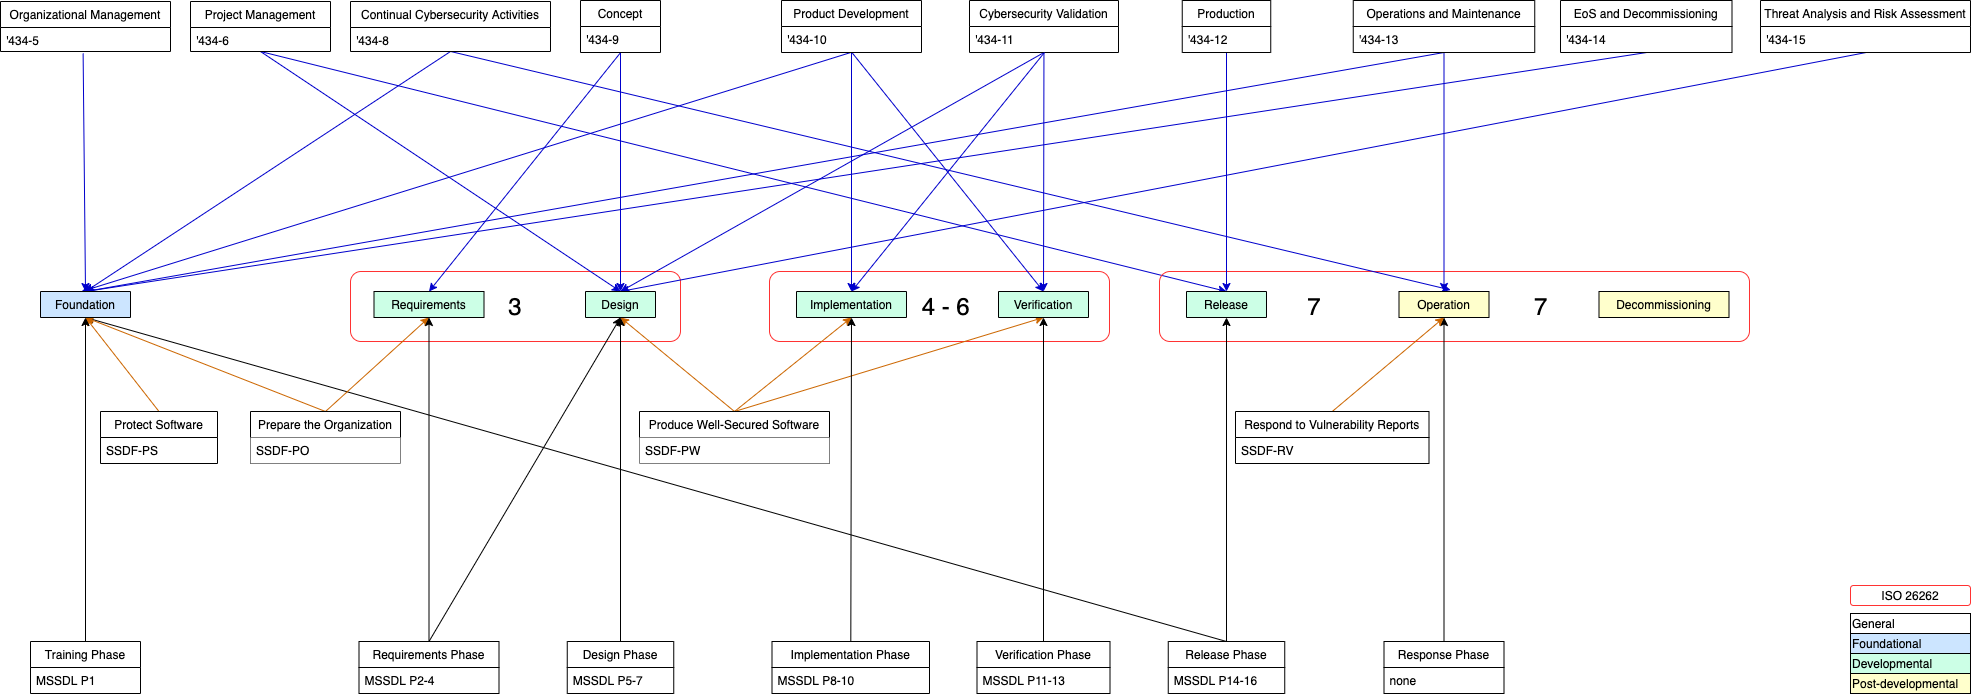 Organizational Management
'434-5
Project Management
'434-6
Continual Cybersecurity Activities
'434-8
Concept
'434-9
Product Development
'434-10
Cybersecurity Validation
'434-11
Production
'434-12
Operations and Maintenance
'434-13
EoS and Decommissioning
'434-14
Threat Analysis and Risk Assessment
'434-15
Foundation
Requirements
3
Design
Implementation
4 - 6
Verification
Release
7
Operation
7
Decommissioning
Protect Software
SSDF-PS
Prepare the Organization
SSDF-PO
Produce Well-Secured Software
SSDF-PW
Respond to Vulnerability Reports
SSDF-RV
Training Phase
MSSDL P1
Requirements Phase
MSSDL P2-4
Design Phase
MSSDL P5-7
Implementation Phase
MSSDL P8-10
Verification Phase
MSSDL P11-13
Release Phase
MSSDL P14-16
Response Phase
none
ISO 26262
General
Foundational
Developmental
Post-developmental